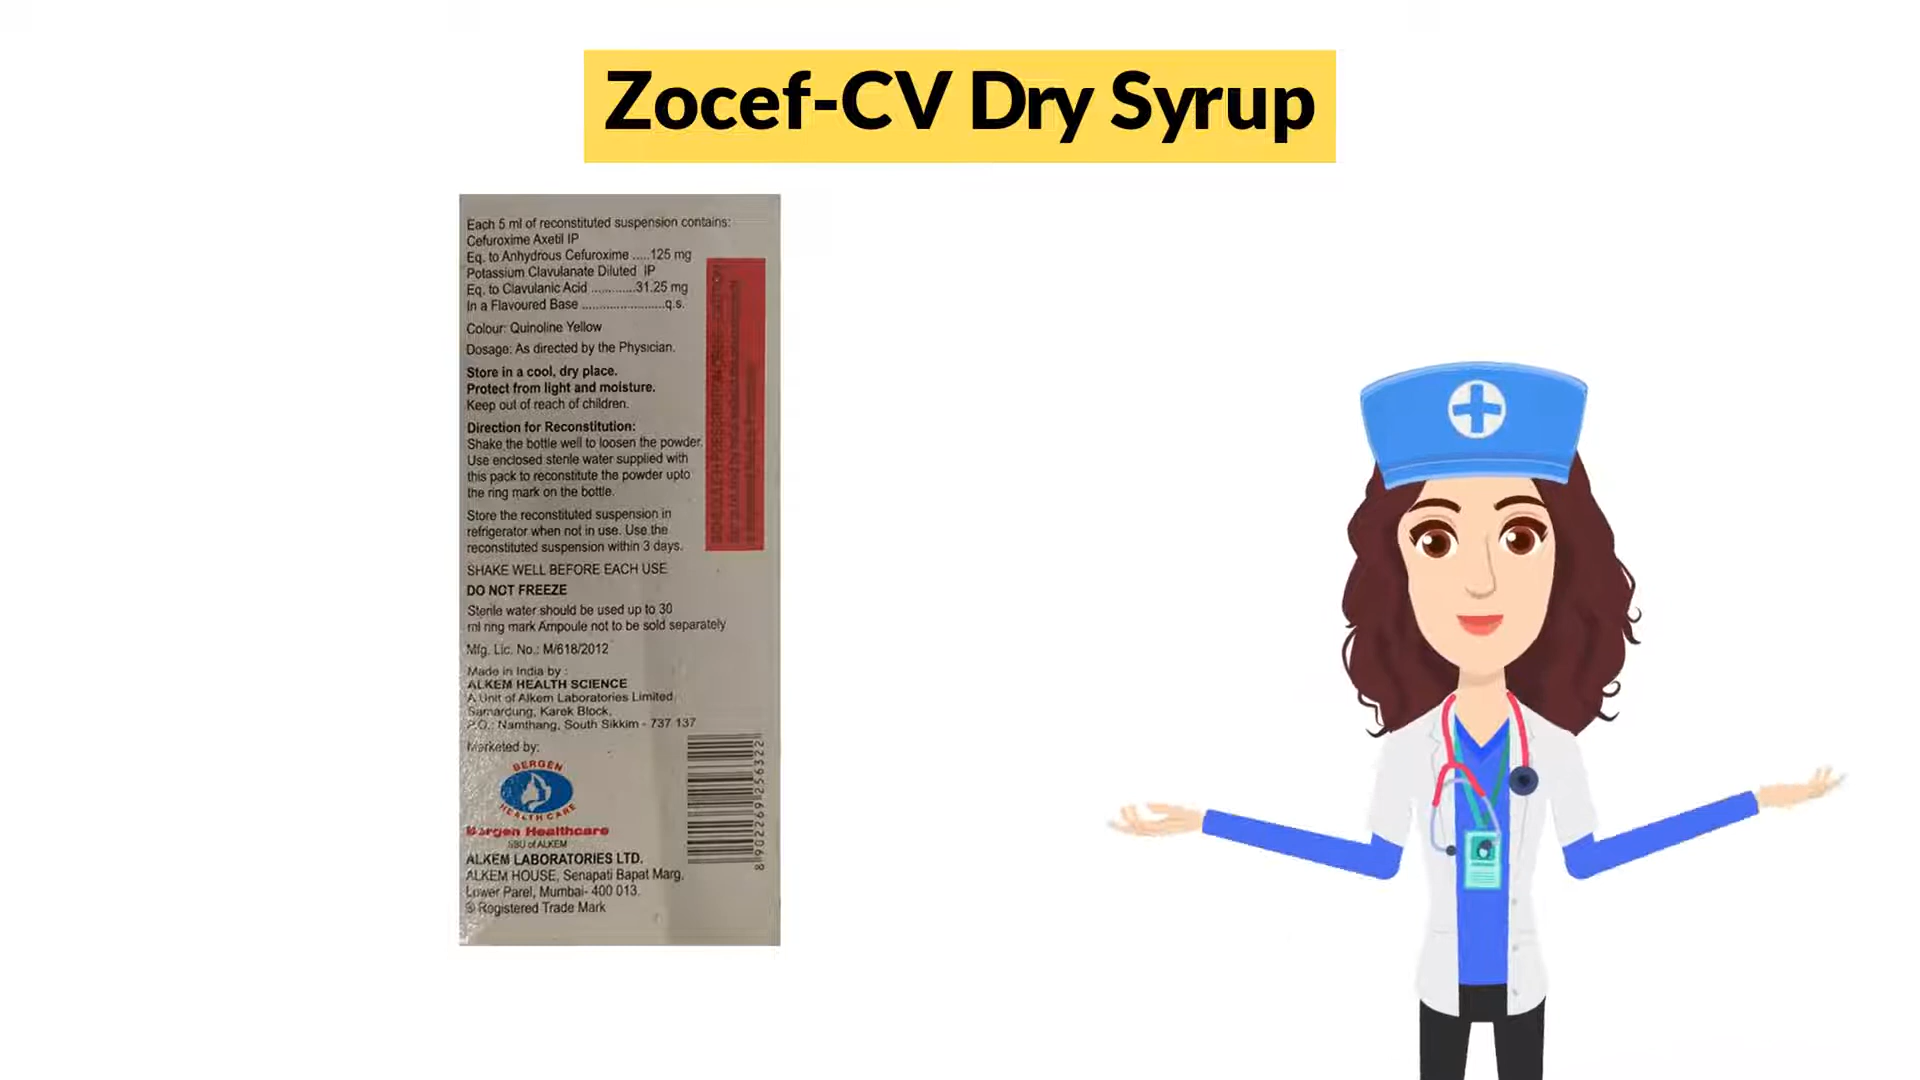 Zocef-CV Dry Syrup
Each 5 ml of reconstituted suspension contains:
Cefuroxime Axetil IP
Eq. to Anhydrous Cefuroxime .....125 mg
Potassium Clavulanate Diluted IP
Eq. to Clavulanic Acid ............31.25 mg
In a Flavoured Base .......................q.s.
Colour: Quinoline Yellow
Dosage: As directed by the Physician.
Store in a cool, dry place.
Protect from light and moisture.
Keep out of reach of children.
Direction for Reconstitution:
Shake the bottle well to loosen the powder.
Use enclosed sterile water supplied with
this pack to reconstitute the powder upto
the ring mark on the bottle.
Store the reconstituted suspension in
refrigerator when not in use. Use the
reconstituted suspension within 3 days.
SHAKE WELL BEFORE EACH USE
DO NOT FREEZE
Sterile water should be used up to 30
ml ring mark Ampoule not to be sold separately
Mfg. Lic. No.: M/618/2012
Made in India by :
ALKEM HEALTH SCIENCE
A Unit of Alkem Laboratories Limited
Samardung, Karek Block,
P.O.: Namthang, South Sikkim - 737 137
Marketed by:
BERGEN
HEALTH CARE
Bergen Healthcare
SBU of ALKEM
ALKEM LABORATORIES LTD.
ALKEM HOUSE, Senapati Bapat Marg,
Lower Parel, Mumbai- 400 013.
® Registered Trade Mark
8 902269 256322